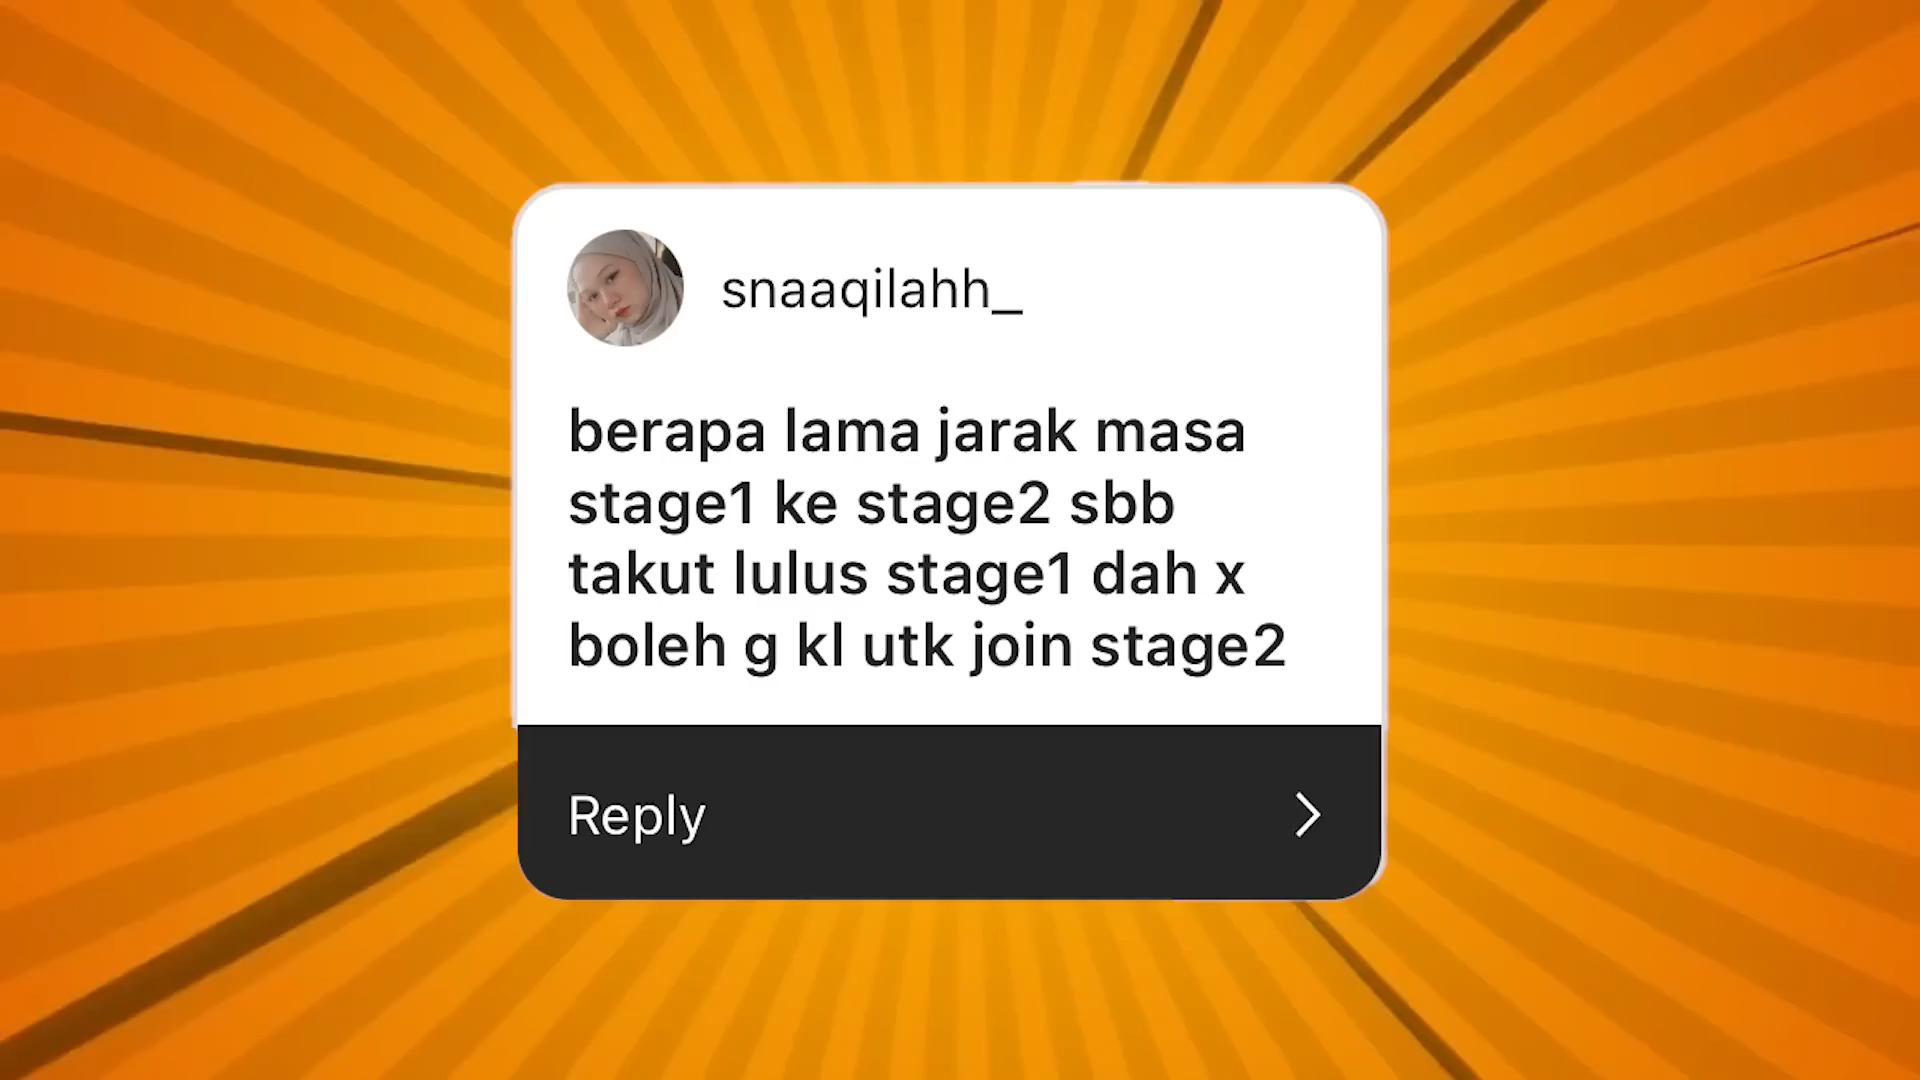 snaaqilahh_
berapa lama jarak masa
stage1 ke stage2 sbb
takut lulus stage1 dah x
boleh g kl utk join stage2
Reply